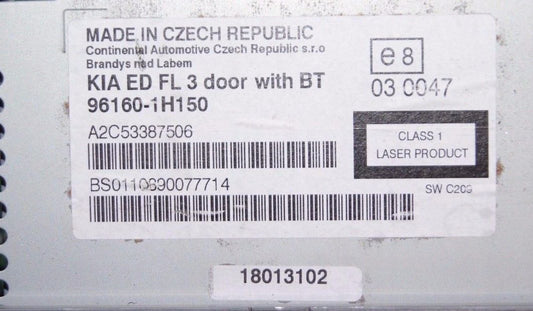 MADE IN CZECH REPUBLIC
Continental Automotive Czech Republic s.r.o
Brandys nad Labem
KIA ED FL 3 door with BT
96160-1H150
e8
03 0047
A2C53387506
CLASS 1
LASER PRODUCT
BS0110690077714
SW C209
18013102